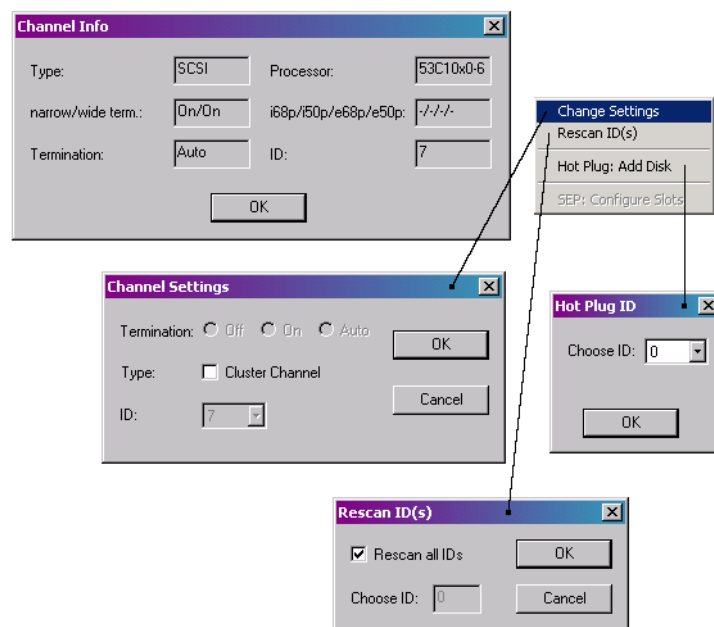 Channel Info
Type: SCSI Processor: 53C10x0-6
narrow/wide term.: On/On i68p/i50p/e68p/e50p: -/-/-/-
Termination: Auto ID: 7
OK
Change Settings
Rescan ID(s)
Hot Plug: Add Disk
SEP: Configure Slots
Channel Settings
Termination: Off On Auto
OK
Type: Cluster Channel
Cancel
ID: 7
Hot Plug ID
Choose ID: 0
OK
Rescan ID(s)
Rescan all IDs OK
Choose ID: 0 Cancel